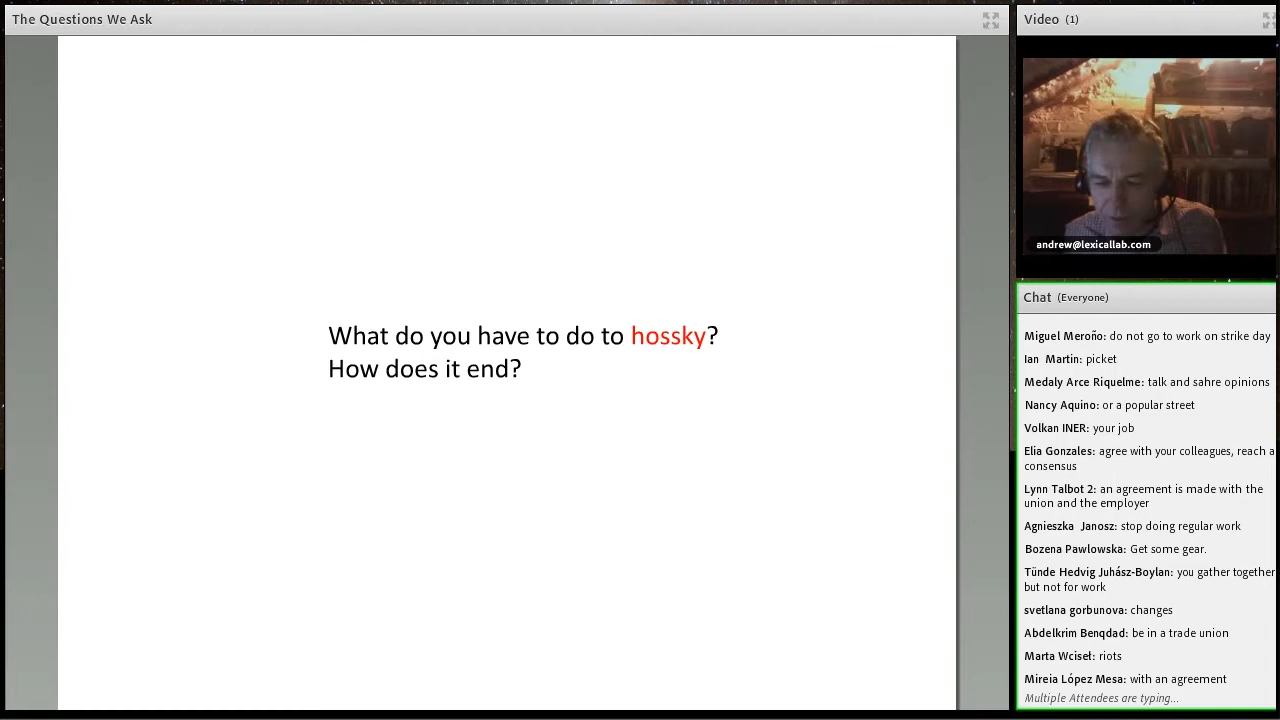 The Questions We Ask
What do you have to do to hossky?
How does it end?
Video (1)
andrew@lexicallab.com
Chat (Everyone)
Miguel Meroño: do not go to work on strike day
Ian Martin: picket
Medaly Arce Riquelme: talk and sahre opinions
Nancy Aquino: or a popular street
Volkan INER: your job
Elia Gonzales: agree with your colleagues, reach a
consensus
Lynn Talbot 2: an agreement is made with the
union and the employer
Agnieszka Janosz: stop doing regular work
Bozena Pawlowska: Get some gear.
Tünde Hedvig Juhász-Boylan: you gather together
but not for work
svetlana gorbunova: changes
Abdelkrim Benqdad: be in a trade union
Marta Wciseł: riots
Mireia López Mesa: with an agreement
Multiple Attendees are typing...